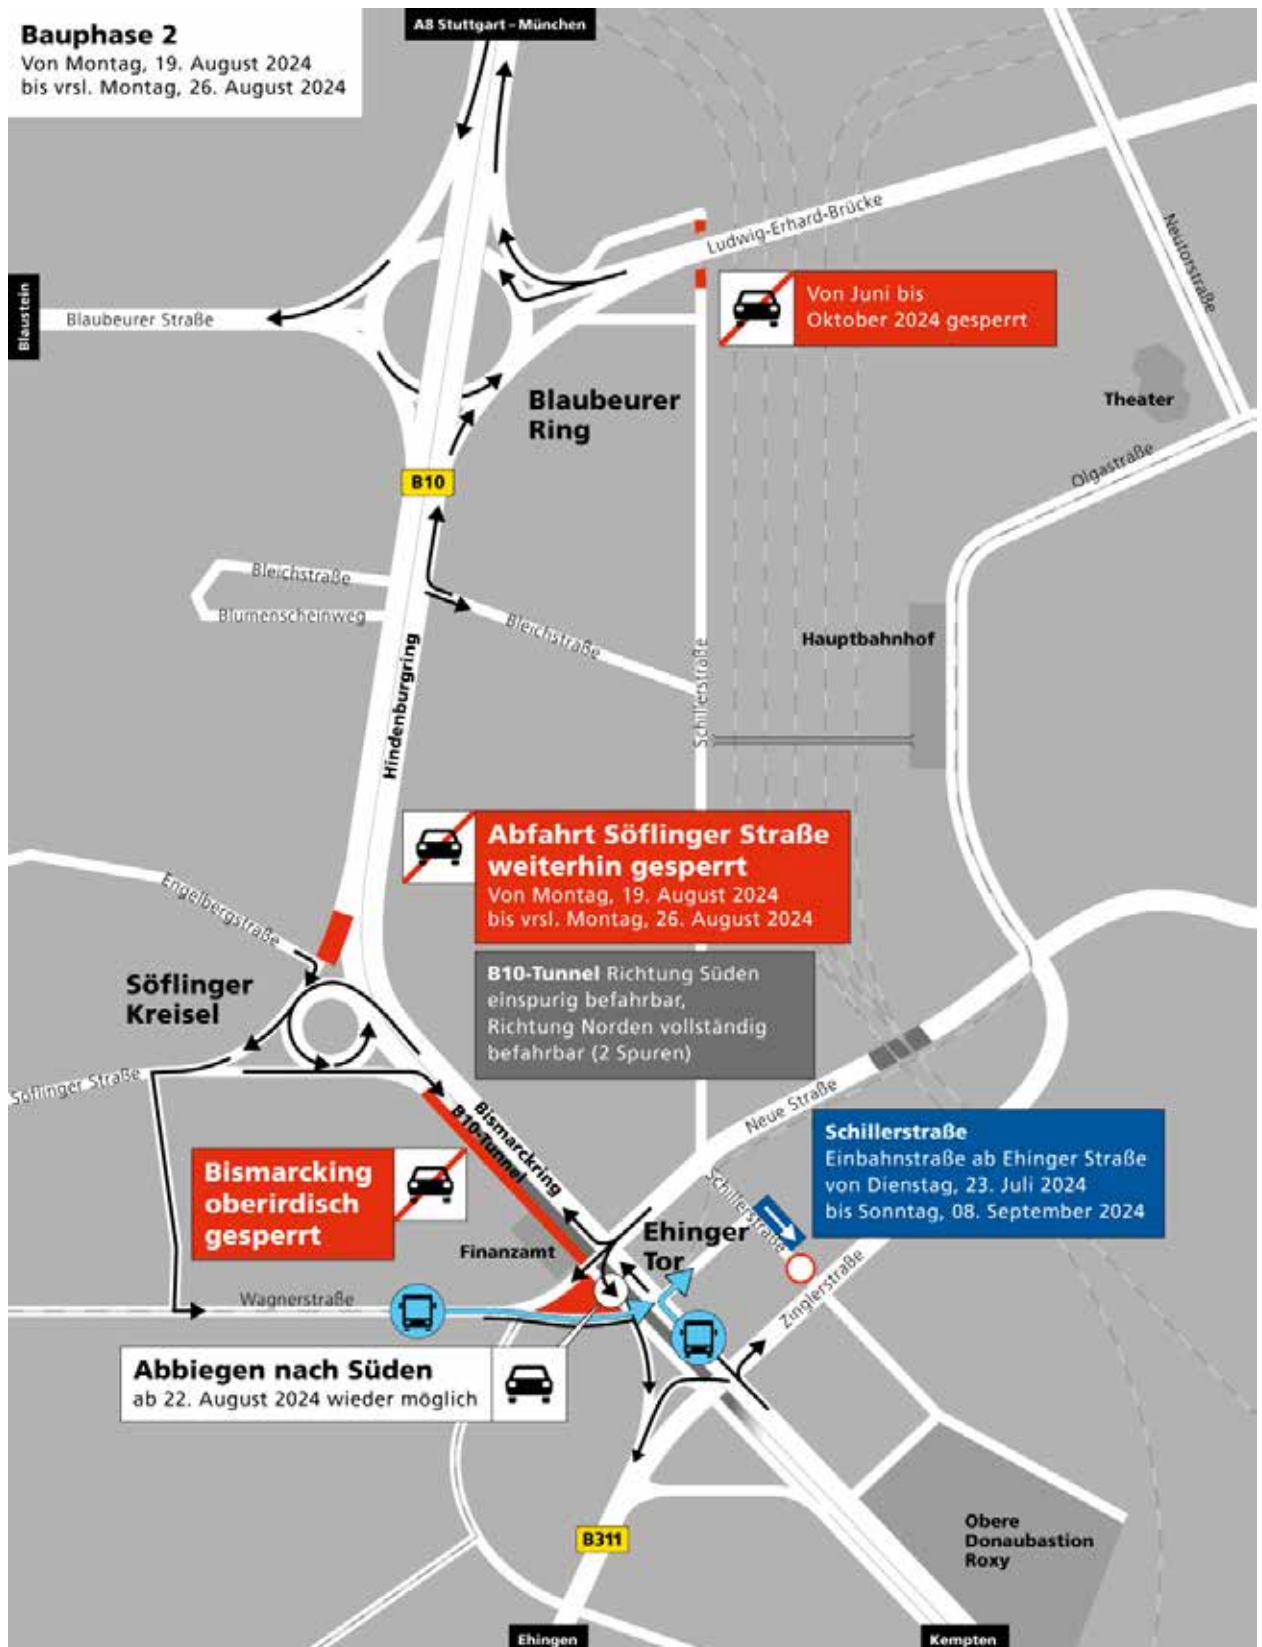 Bauphase 2
Von Montag, 19. August 2024
bis vrsl. Montag, 26. August 2024
A8 Stuttgart – München
Ludwig-Erhard-Brücke
Neutorstraße
Blaustein
Blaubeurer Straße
Von Juni bis
Oktober 2024 gesperrt
Blaubeurer
Ring
Theater
Olgastraße
B10
Bleichstraße
Blumenscheinweg
Bleichstraße
Hauptbahnhof
Schillerstraße
Hindenburgring
Abfahrt Söflinger Straße
weiterhin gesperrt
Von Montag, 19. August 2024
bis vrsl. Montag, 26. August 2024
Engelbergstraße
B10-Tunnel Richtung Süden
einspurig befahrbar,
Richtung Norden vollständig
befahrbar (2 Spuren)
Söflinger
Kreisel
Söflinger Straße
Bismarckring
B10-Tunnel
Neue Straße
Schillerstraße
Einbahnstraße ab Ehinger Straße
von Dienstag, 23. Juli 2024
bis Sonntag, 08. September 2024
Bismarcking
oberirdisch
gesperrt
Schillerstraße
Ehinger
Tor
Finanzamt
Wagnerstraße
Zinglerstraße
Abbiegen nach Süden
ab 22. August 2024 wieder möglich
B311
Obere
Donaubastion
Roxy
Ehingen
Kempten